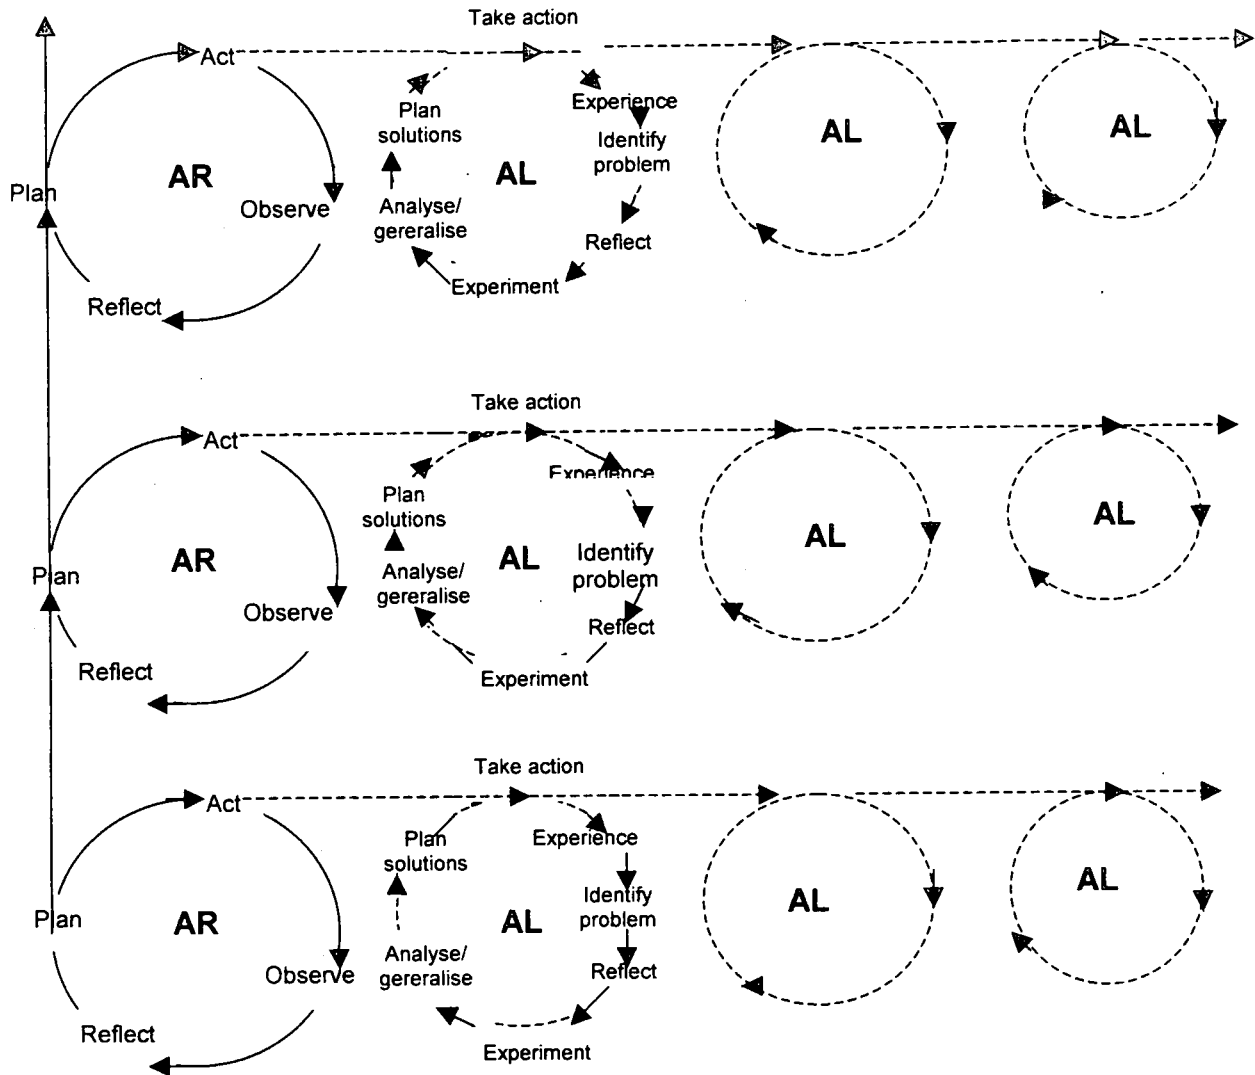 Take action
Act
Experience
Plan
solutions
Identify
problem
AR
AL
AL
AL
Plan
Observe
Analyse/
gereralise
Reflect
Experiment
Reflect
Take action
Act
Experience
Plan
solutions
AR
AL
AL
AL
Identify
problem
Plan
Analyse/
gereralise
Observe
Reflect
Reflect
Experiment
Take action
Act
Plan
solutions
Experience
Identify
problem
AR
AL
AL
AL
Plan
Analyse/
gereralise
Observe
Reflect
Reflect
Experiment